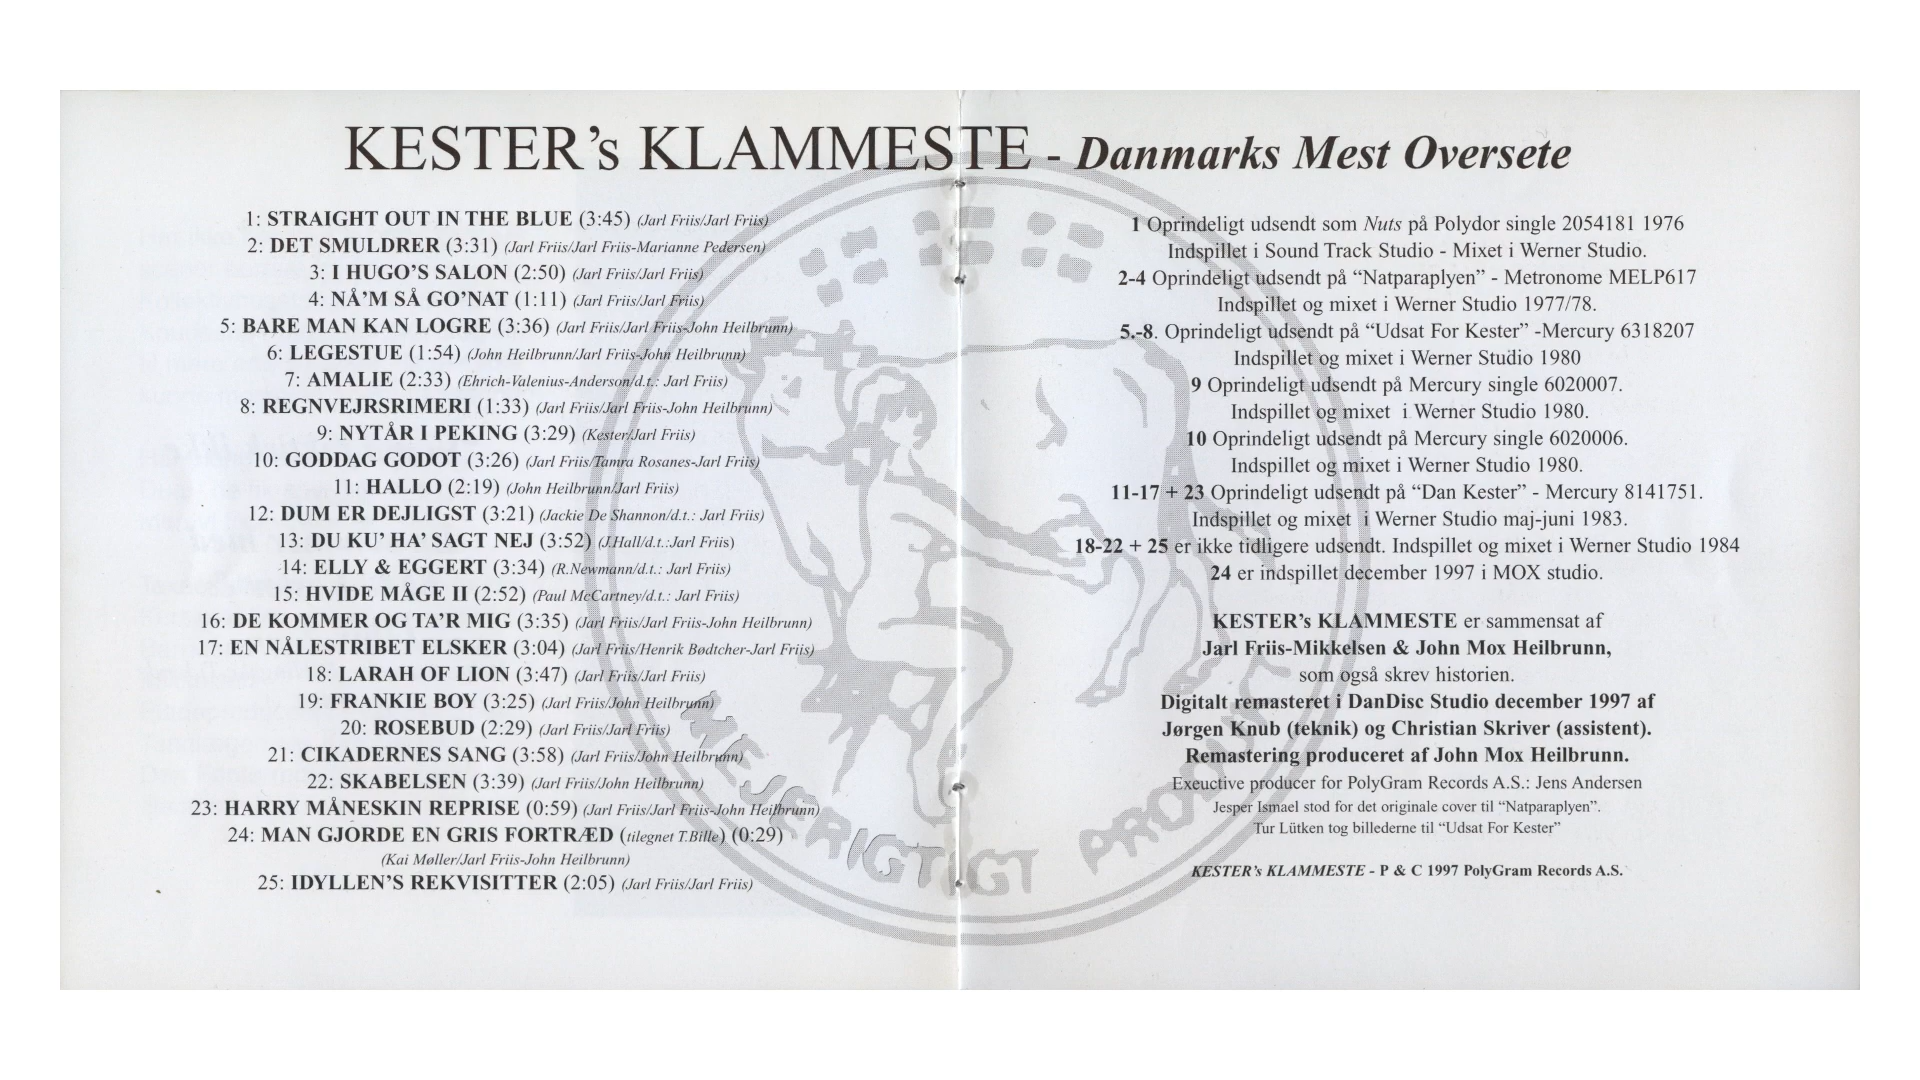 KESTER's KLAMMESTE - Danmarks Mest Oversete
1: STRAIGHT OUT IN THE BLUE (3:45) (Jarl Friis/Jarl Friis)
2: DET SMULDRER (3:31) (Jarl Friis/Jarl Friis-Marianne Pedersen)
3: I HUGO'S SALON (2:50) (Jarl Friis/Jarl Friis)
4: NÅ'M SÅ GO'NAT (1:11) (Jarl Friis/Jarl Friis)
5: BARE MAN KAN LOGRE (3:36) (Jarl Friis/Jarl Friis-John Heilbrunn)
6: LEGESTUE (1:54) (John Heilbrunn/Jarl Friis-John Heilbrunn)
7: AMALIE (2:33) (Ehrich-Valenius-Anderson/d.t.: Jarl Friis)
8: REGNVEJRSRIMERI (1:33) (Jarl Friis/Jarl Friis-John Heilbrunn)
9: NYTÅR I PEKING (3:29) (Kester/Jarl Friis)
10: GODDAG GODOT (3:26) (Jarl Friis/Tamra Rosanes-Jarl Friis)
11: HALLO (2:19) (John Heilbrunn/Jarl Friis)
12: DUM ER DEJLIGST (3:21) (Jackie De Shannon/d.t.: Jarl Friis)
13: DU KU' HA' SAGT NEJ (3:52) (J.Hall/d.t.:Jarl Friis)
14: ELLY & EGGERT (3:34) (R.Newmann/d.t.: Jarl Friis)
15: HVIDE MÅGE II (2:52) (Paul McCartney/d.t.: Jarl Friis)
16: DE KOMMER OG TA'R MIG (3:35) (Jarl Friis/Jarl Friis-John Heilbrunn)
17: EN NÅLESTRIBET ELSKER (3:04) (Jarl Friis/Henrik Bødtcher-Jarl Friis)
18: LARAH OF LION (3:47) (Jarl Friis/Jarl Friis)
19: FRANKIE BOY (3:25) (Jarl Friis/John Heilbrunn)
20: ROSEBUD (2:29) (Jarl Friis/Jarl Friis)
21: CIKADERNES SANG (3:58) (Jarl Friis/John Heilbrunn)
22: SKABELSEN (3:39) (Jarl Friis/John Heilbrunn)
23: HARRY MÅNESKIN REPRISE (0:59) (Jarl Friis/Jarl Friis-John Heilbrunn)
24: MAN GJORDE EN GRIS FORTRÆD (tilegnet T.Bille) (0:29)
(Kai Møller/Jarl Friis-John Heilbrunn)
25: IDYLLEN'S REKVISITTER (2:05) (Jarl Friis/Jarl Friis)
1 Oprindeligt udsendt som Nuts på Polydor single 2054181 1976
Indspillet i Sound Track Studio - Mixet i Werner Studio.
2-4 Oprindeligt udsendt på “Natparaplyen” - Metronome MELP617
Indspillet og mixet i Werner Studio 1977/78.
5.-8. Oprindeligt udsendt på “Udsat For Kester” -Mercury 6318207
Indspillet og mixet i Werner Studio 1980
9 Oprindeligt udsendt på Mercury single 6020007.
Indspillet og mixet i Werner Studio 1980.
10 Oprindeligt udsendt på Mercury single 6020006.
Indspillet og mixet i Werner Studio 1980.
11-17 + 23 Oprindeligt udsendt på “Dan Kester” - Mercury 8141751.
Indspillet og mixet i Werner Studio maj-juni 1983.
18-22 + 25 er ikke tidligere udsendt. Indspillet og mixet i Werner Studio 1984
24 er indspillet december 1997 i MOX studio.
KESTER's KLAMMESTE er sammensat af
Jarl Friis-Mikkelsen & John Mox Heilbrunn,
som også skrev historien.
Digitalt remasteret i DanDisc Studio december 1997 af
Jørgen Knub (teknik) og Christian Skriver (assistent).
Remastering produceret af John Mox Heilbrunn.
Exeuctive producer for PolyGram Records A.S.: Jens Andersen
Jesper Ismael stod for det originale cover til “Natparaplyen”.
Tur Lütken tog billederne til “Udsat For Kester”
KESTER's KLAMMESTE - P & C 1997 PolyGram Records A.S.
MEJERIGTIGT PRODUKT